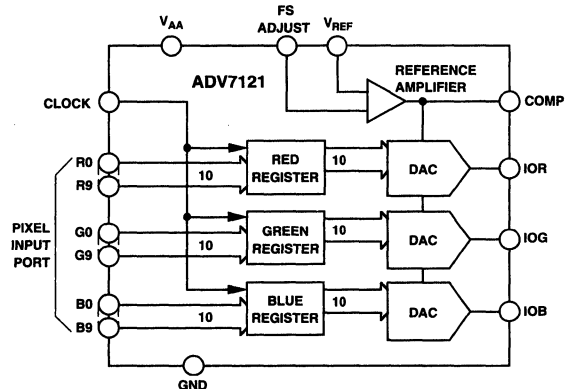 FS
ADJUST
VAA
VREF
ADV7121
REFERENCE
AMPLIFIER
CLOCK
COMP
R0
R9
10
RED
REGISTER
10
DAC
IOR
PIXEL
INPUT
PORT
G0
G9
10
GREEN
REGISTER
10
DAC
IOG
B0
B9
10
BLUE
REGISTER
10
DAC
IOB
GND